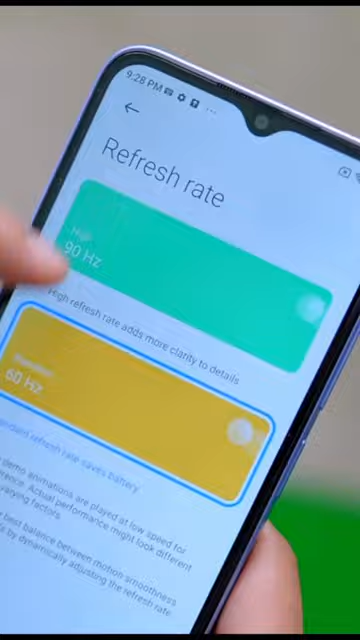 9:28 PM
Refresh rate
High
90 Hz
High refresh rate adds more clarity to details
60 Hz
refresh rate saves battery
demo animations are played at low speed for
Actual performance might look different
varying factors.
best balance between motion smoothness
by dynamically adjusting the refresh rate.